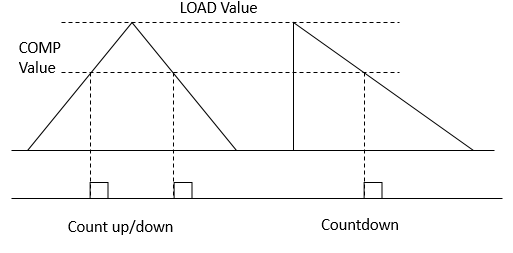 LOAD Value
COMP
Value
Count up/down
Countdown